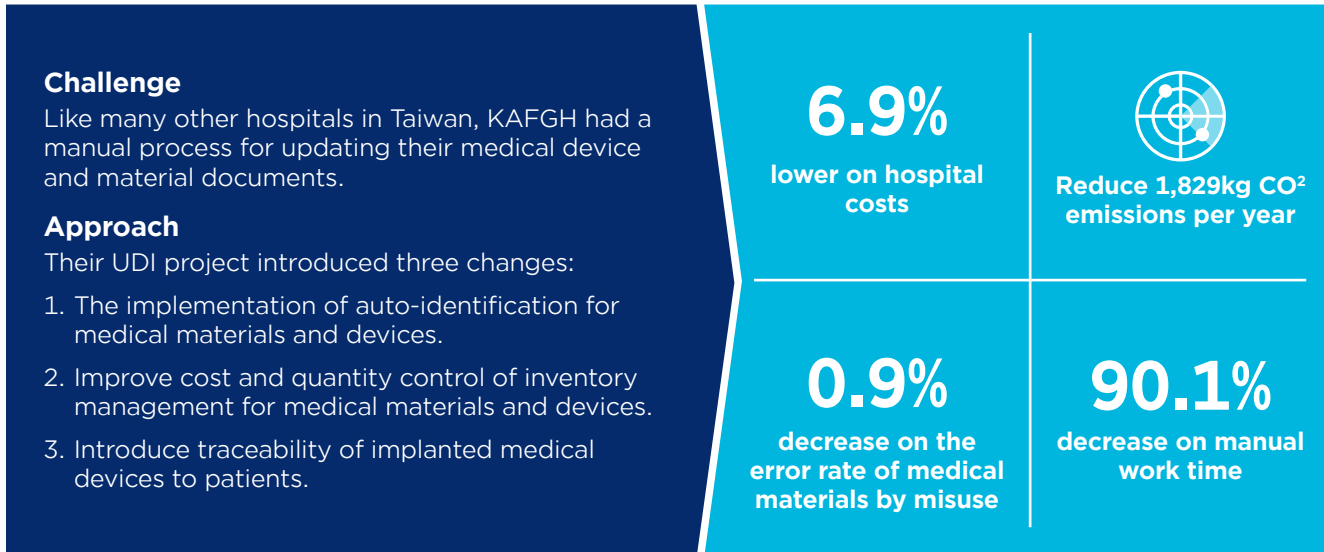 Challenge
Like many other hospitals in Taiwan, KAFGH had a
manual process for updating their medical device
and material documents.
Approach
Their UDI project introduced three changes:
1. The implementation of auto-identification for
medical materials and devices.
2. Improve cost and quantity control of inventory
management for medical materials and devices.
3. Introduce traceability of implanted medical
devices to patients.
6.9%
lower on hospital
costs
Reduce 1,829kg CO²
emissions per year
0.9%
decrease on the
error rate of medical
materials by misuse
90.1%
decrease on manual
work time